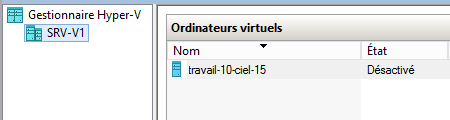 Gestionnaire Hyper-V
SRV-V1
Ordinateurs virtuels
Nom État
travail-10-ciel-15 Désactivé